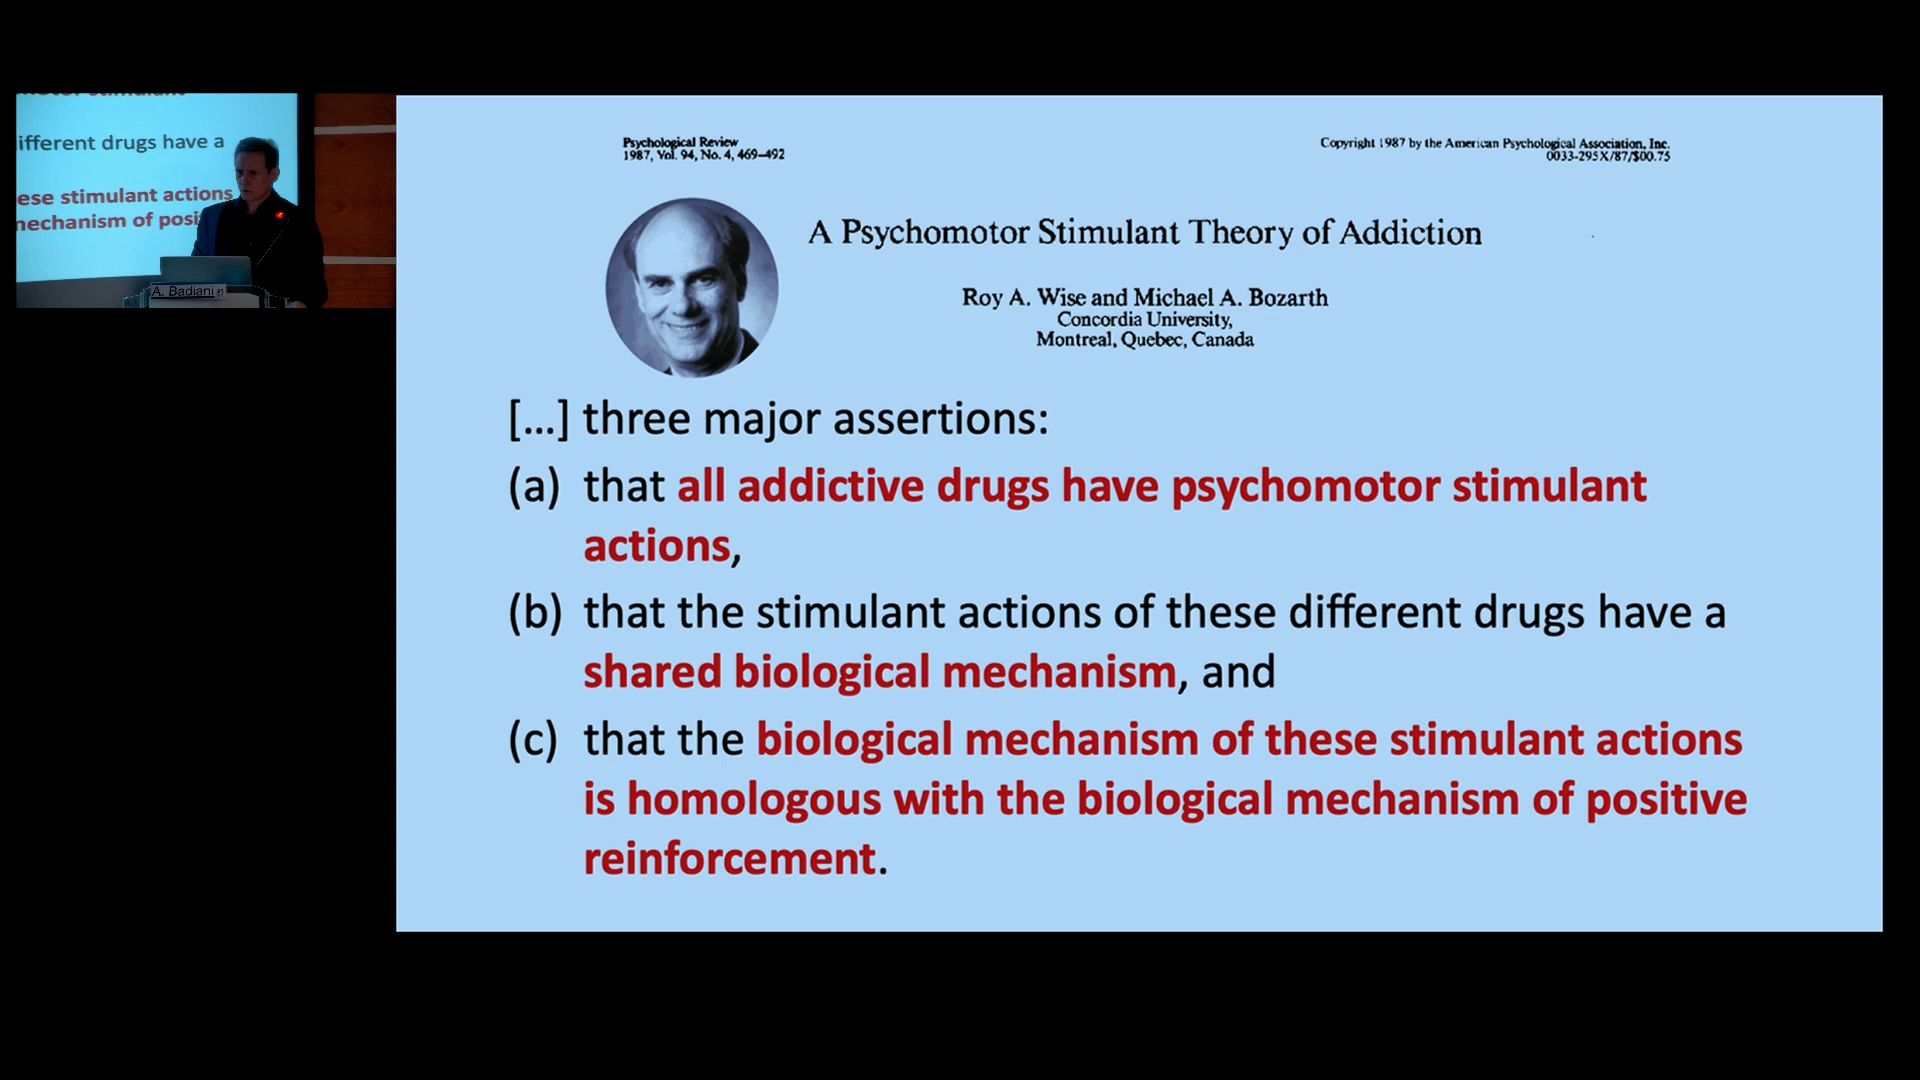 ifferent drugs have a
ese stimulant actions
mechanism of posi
A. Badiani
Psychological Review
1987, Vol. 94, No. 4, 469–492
Copyright 1987 by the American Psychological Association, Inc.
0033-295X/87/$00.75
A Psychomotor Stimulant Theory of Addiction
Roy A. Wise and Michael A. Bozarth
Concordia University,
Montreal, Quebec, Canada
[...] three major assertions:
(a) that all addictive drugs have psychomotor stimulant
actions,
(b) that the stimulant actions of these different drugs have a
shared biological mechanism, and
(c) that the biological mechanism of these stimulant actions
is homologous with the biological mechanism of positive
reinforcement.